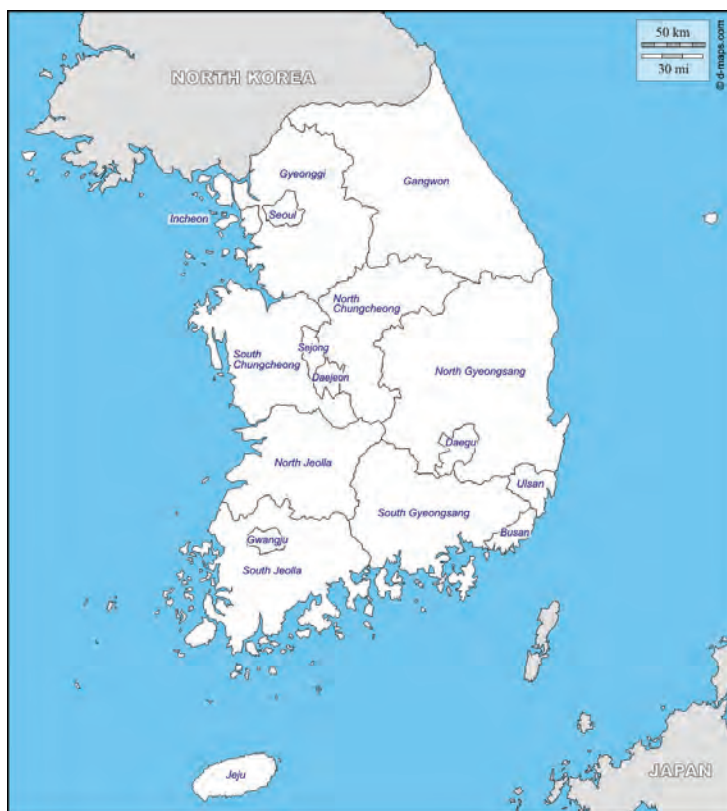 50 km
30 mi
© d-maps.com
NORTH KOREA
Gyeonggi
Gangwon
Incheon
Seoul
North
Chungcheong
Sejong
South
Chungcheong
Daejeon
North Gyeongsang
Daegu
North Jeolla
Ulsan
South Gyeongsang
Busan
Gwangju
South Jeolla
Jeju
JAPAN